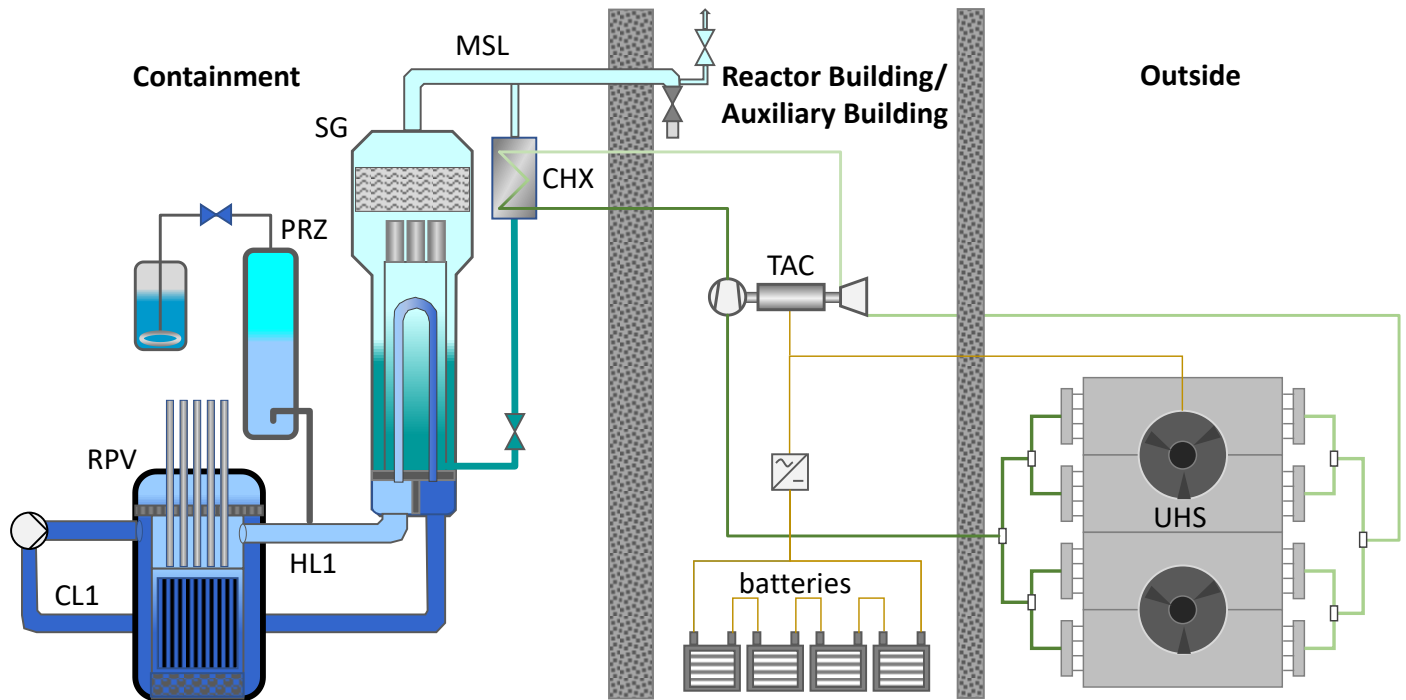 MSL
Containment
Reactor Building/
Auxiliary Building
Outside
SG
CHX
PRZ
TAC
RPV
UHS
HL1
CL1
batteries